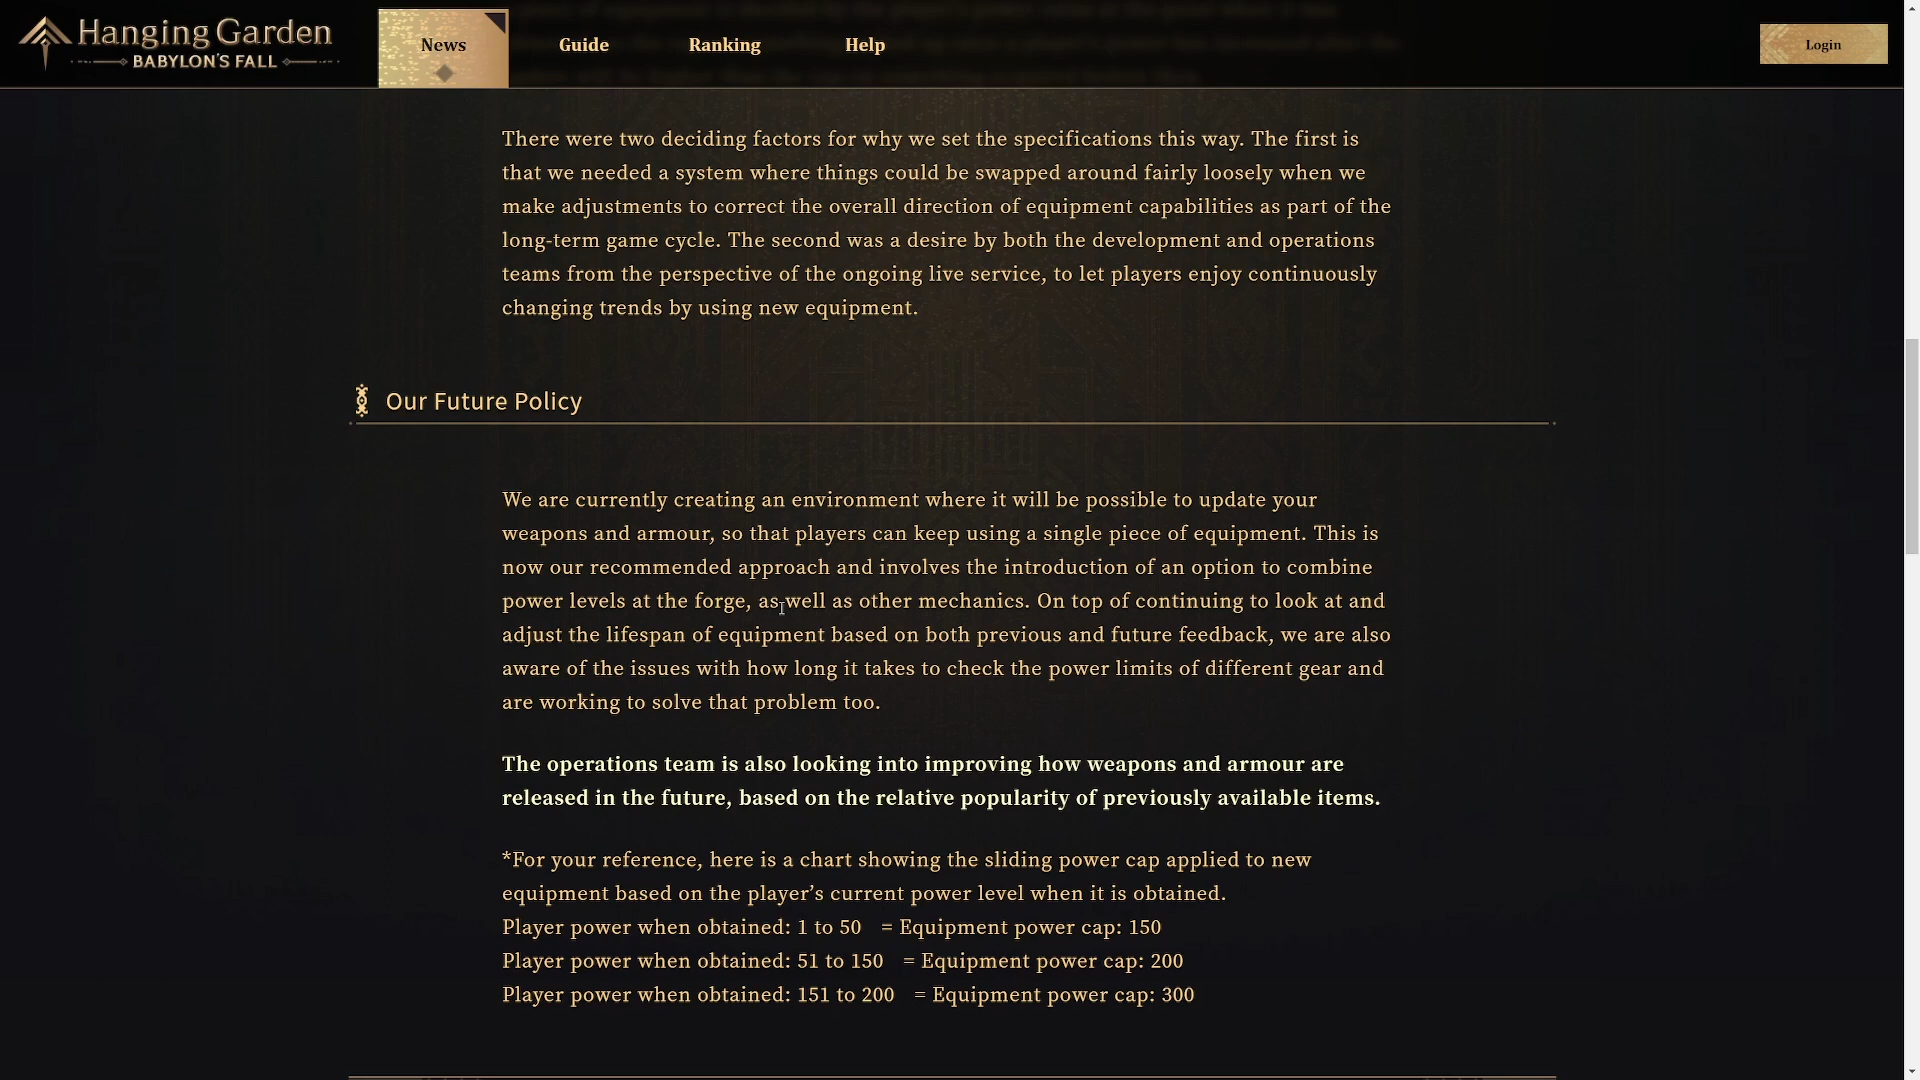 Hanging Garden
BABYLON'S FALL
News
Guide
Ranking
Help
Login
There were two deciding factors for why we set the specifications this way. The first is
that we needed a system where things could be swapped around fairly loosely when we
make adjustments to correct the overall direction of equipment capabilities as part of the
long-term game cycle. The second was a desire by both the development and operations
teams from the perspective of the ongoing live service, to let players enjoy continuously
changing trends by using new equipment.
Our Future Policy
We are currently creating an environment where it will be possible to update your
weapons and armour, so that players can keep using a single piece of equipment. This is
now our recommended approach and involves the introduction of an option to combine
power levels at the forge, as well as other mechanics. On top of continuing to look at and
adjust the lifespan of equipment based on both previous and future feedback, we are also
aware of the issues with how long it takes to check the power limits of different gear and
are working to solve that problem too.
The operations team is also looking into improving how weapons and armour are
released in the future, based on the relative popularity of previously available items.
*For your reference, here is a chart showing the sliding power cap applied to new
equipment based on the player’s current power level when it is obtained.
Player power when obtained: 1 to 50 = Equipment power cap: 150
Player power when obtained: 51 to 150 = Equipment power cap: 200
Player power when obtained: 151 to 200 = Equipment power cap: 300